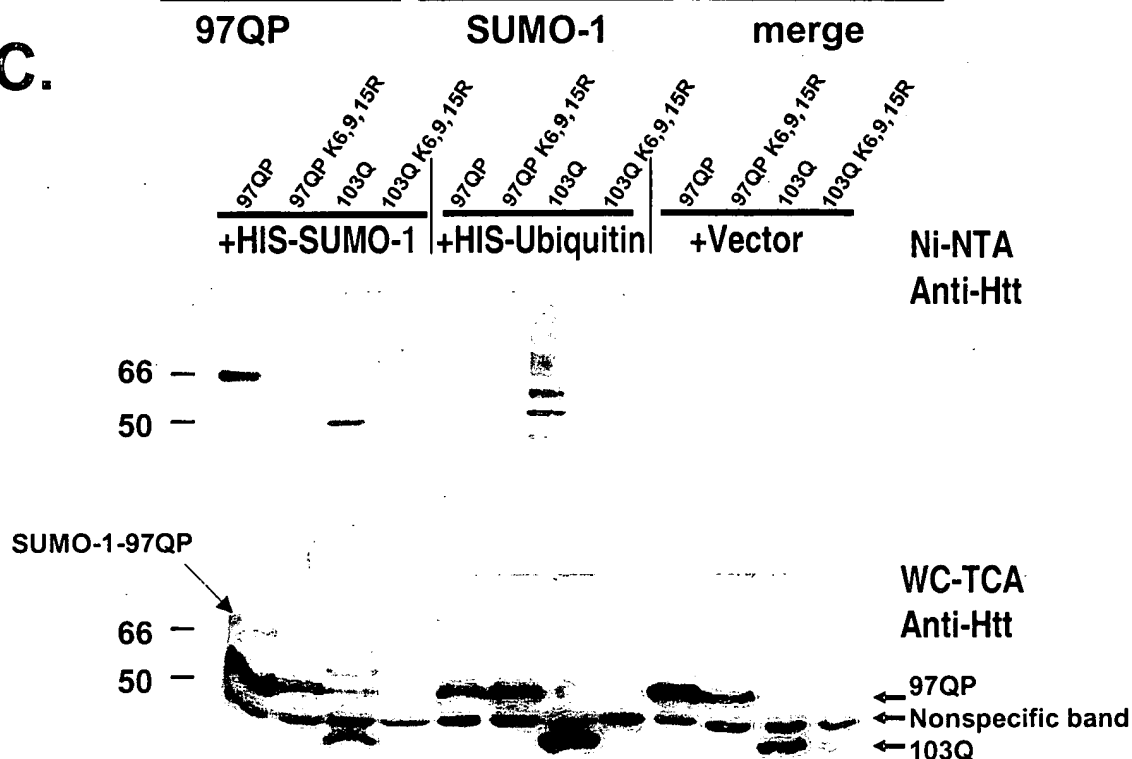 97QP SUMO-1 merge
C.
97QP 97QP K6,9,15R 103Q 103Q K6,9,15R 97QP 97QP K6,9,15R 103Q 103Q K6,9,15R 97QP 97QP K6,9,15R 103Q 103Q K6,9,15R
+HIS-SUMO-1 +HIS-Ubiquitin +Vector
Ni-NTA
Anti-Htt
66
50
SUMO-1-97QP
WC-TCA
Anti-Htt
66
50
97QP
Nonspecific band
103Q